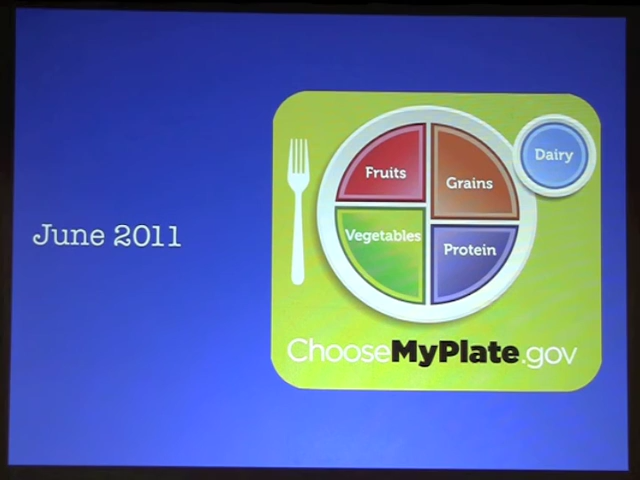 June 2011
Fruits
Grains
Dairy
Vegetables
Protein
ChooseMyPlate.gov